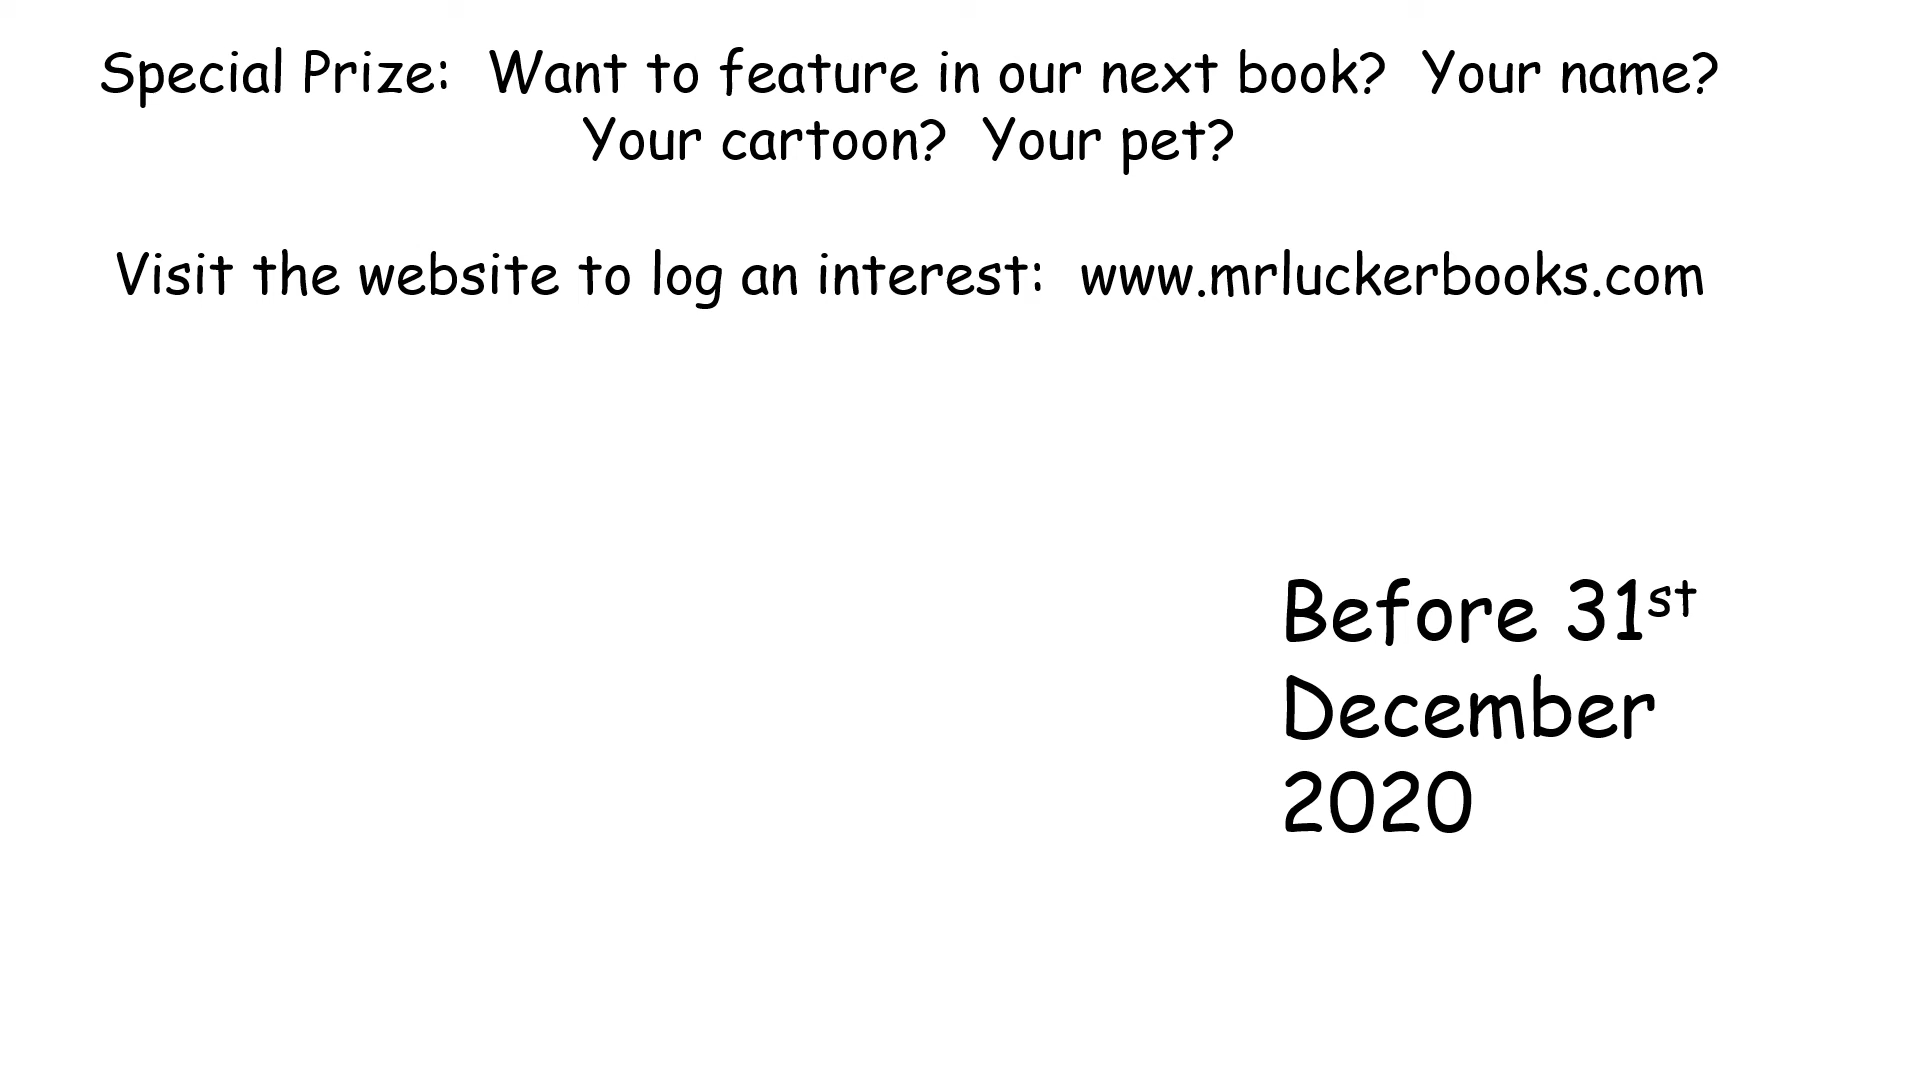 Special Prize:  Want to feature in our next book?  Your name?
Your cartoon?  Your pet?
Visit the website to log an interest:  www.mrluckerbooks.com
Before 31st
December
2020